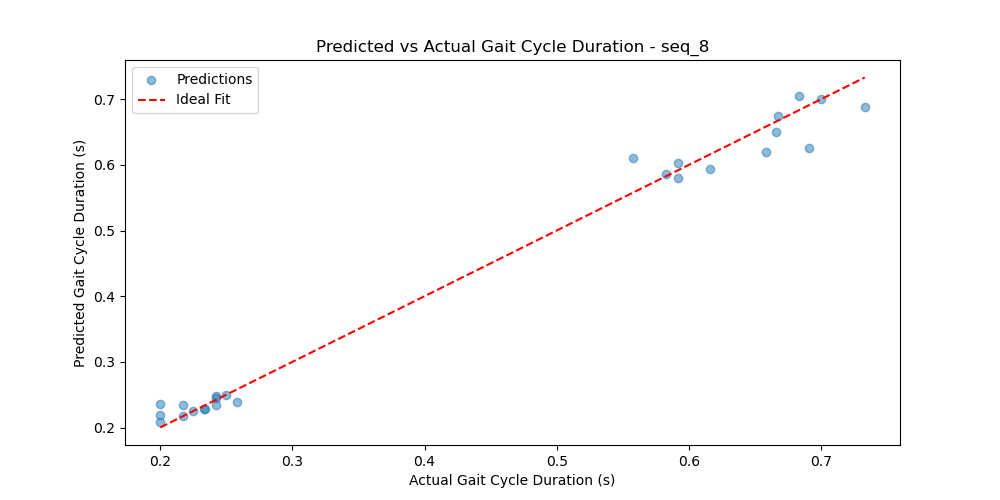 Predicted vs Actual Gait Cycle Duration - seq_8
Predictions
Ideal Fit
Predicted Gait Cycle Duration (s)
0.7
0.6
0.5
0.4
0.3
0.2
0.2 0.3 0.4 0.5 0.6 0.7
Actual Gait Cycle Duration (s)